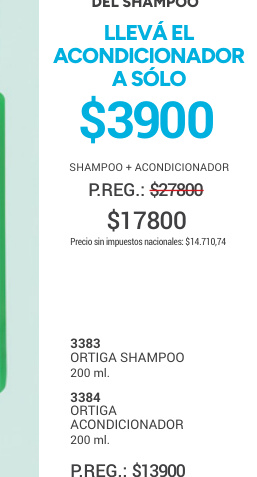 DEL SHAMPOO
LLEVÁ EL
ACONDICIONADOR
A SÓLO
$3900
SHAMPOO + ACONDICIONADOR
P.REG.: $27800
$17800
Precio sin impuestos nacionales: $14.710,74
3383
ORTIGA SHAMPOO
200 ml.
3384
ORTIGA
ACONDICIONADOR
200 ml.
P.REG.: $13900